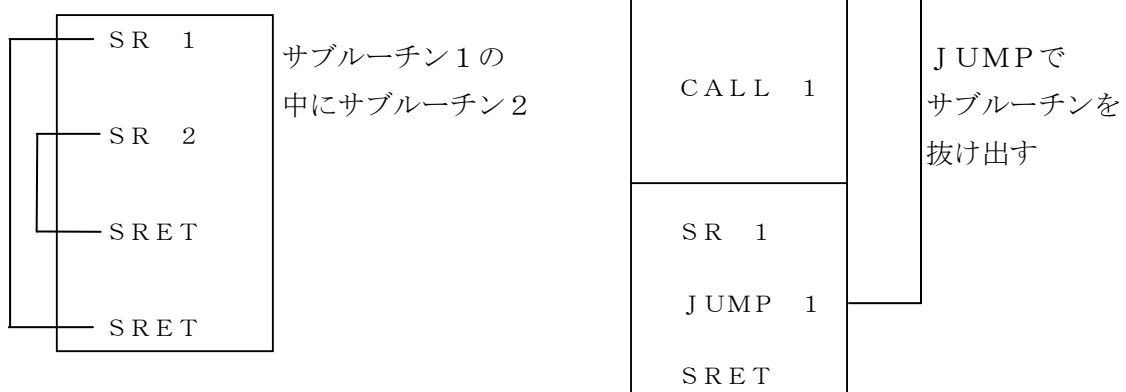 ＳＲ　１
ＳＲ　２
ＳＲＥＴ
ＳＲＥＴ
サブルーチン１の
中にサブルーチン２
ＣＡＬＬ　１
ＳＲ　１
ＪＵＭＰ　１
ＳＲＥＴ
ＪＵＭＰで
サブルーチンを
抜け出す